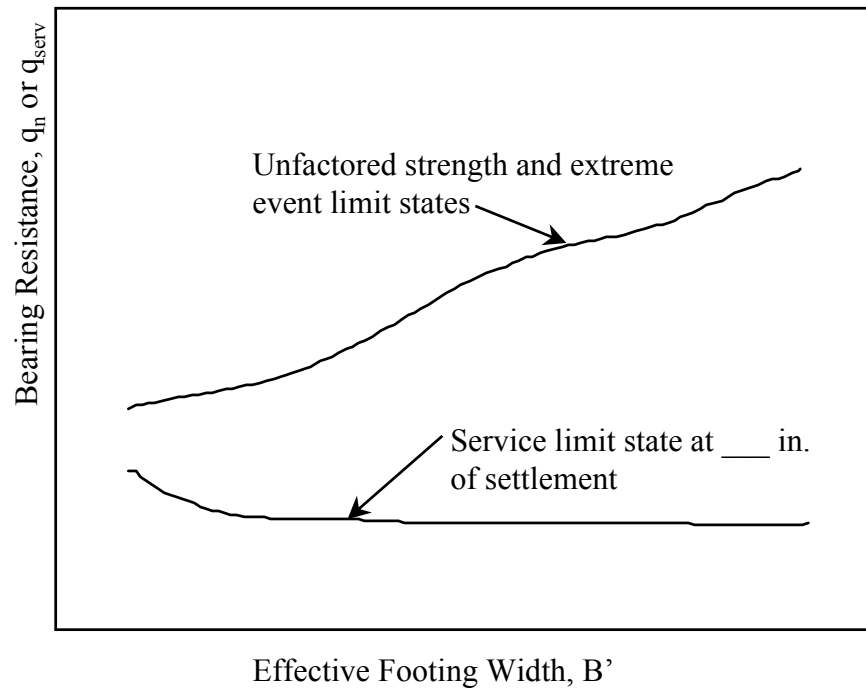 Bearing Resistance, qn or qserv
Unfactored strength and extreme
event limit states
Service limit state at ___ in.
of settlement
Effective Footing Width, B’